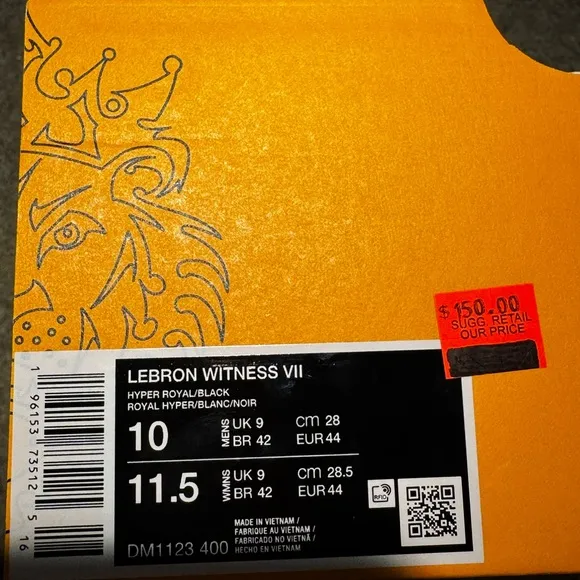 $150.00
SUGG. RETAIL
OUR PRICE
LEBRON WITNESS VII
HYPER ROYAL/BLACK
ROYAL HYPER/BLANC/NOIR
10 MENS UK 9 CM 28
BR 42 EUR 44
11.5 WMNS UK 9 CM 28.5
BR 42 EUR 44
RFID
MADE IN VIETNAM /
FABRIQUE AU VIETNAM /
FABRICADO NO VIETNÃ /
HECHO EN VIETNAM
DM1123 400
1 96153 73512 5 16